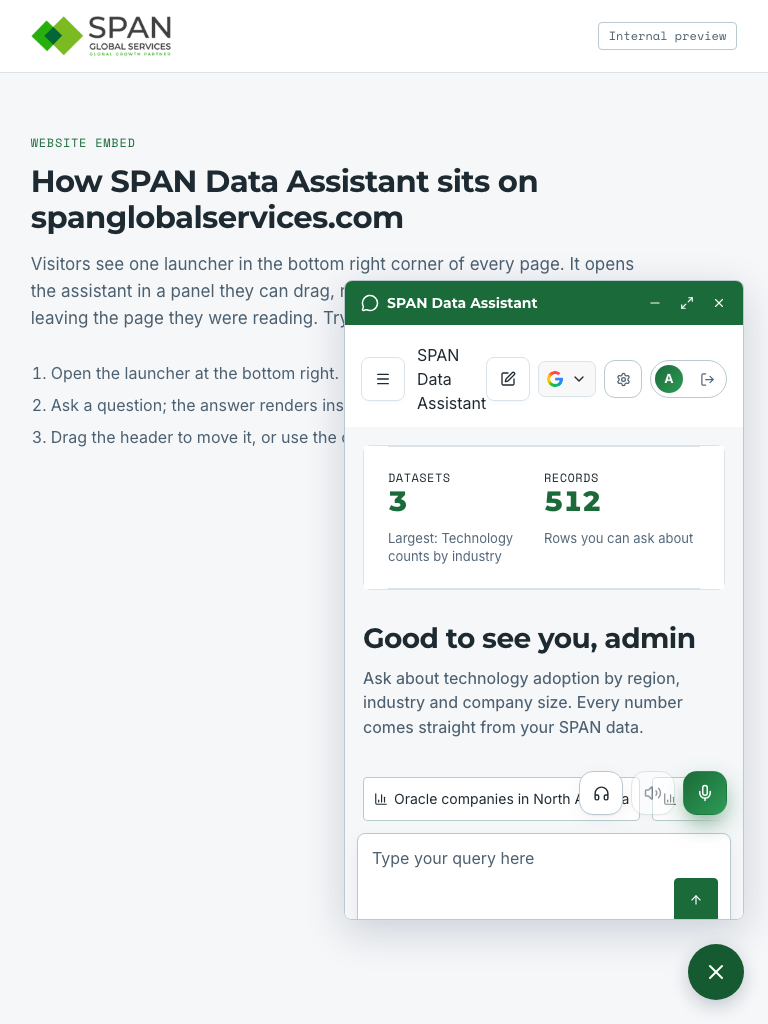 SPAN
GLOBAL SERVICES
GLOBAL GROWTH PARTNER
Internal preview
WEBSITE EMBED
How SPAN Data Assistant sits on
spanglobalservices.com
Visitors see one launcher in the bottom right corner of every page. It opens
the assistant in a panel they can drag,
leaving the page they were reading. Try
1. Open the launcher at the bottom right.
2. Ask a question; the answer renders
3. Drag the header to move it, or use the
SPAN Data Assistant
SPAN
Data
Assistant
A
DATASETS
3
Largest: Technology
counts by industry
RECORDS
512
Rows you can ask about
Good to see you, admin
Ask about technology adoption by region,
industry and company size. Every number
comes straight from your SPAN data.
Oracle companies in North
Type your query here